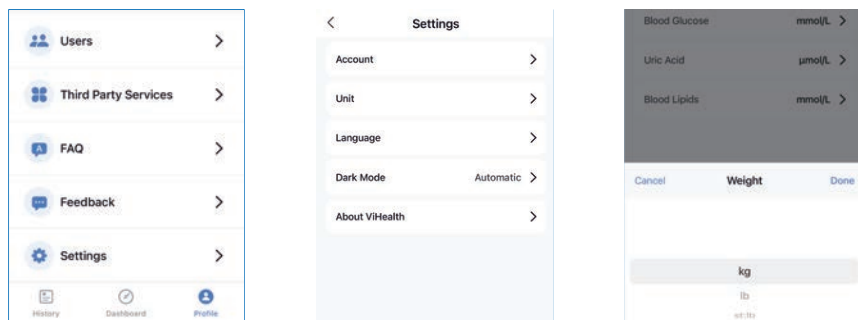 Users
Third Party Services
FAQ
Feedback
Settings
History
Dashboard
Profile
Settings
Account
Unit
Language
Dark Mode Automatic
About ViHealth
Blood Glucose mmol/L
Uric Acid µmol/L
Blood Lipids mmol/L
Cancel Weight Done
kg
lb
st:lb